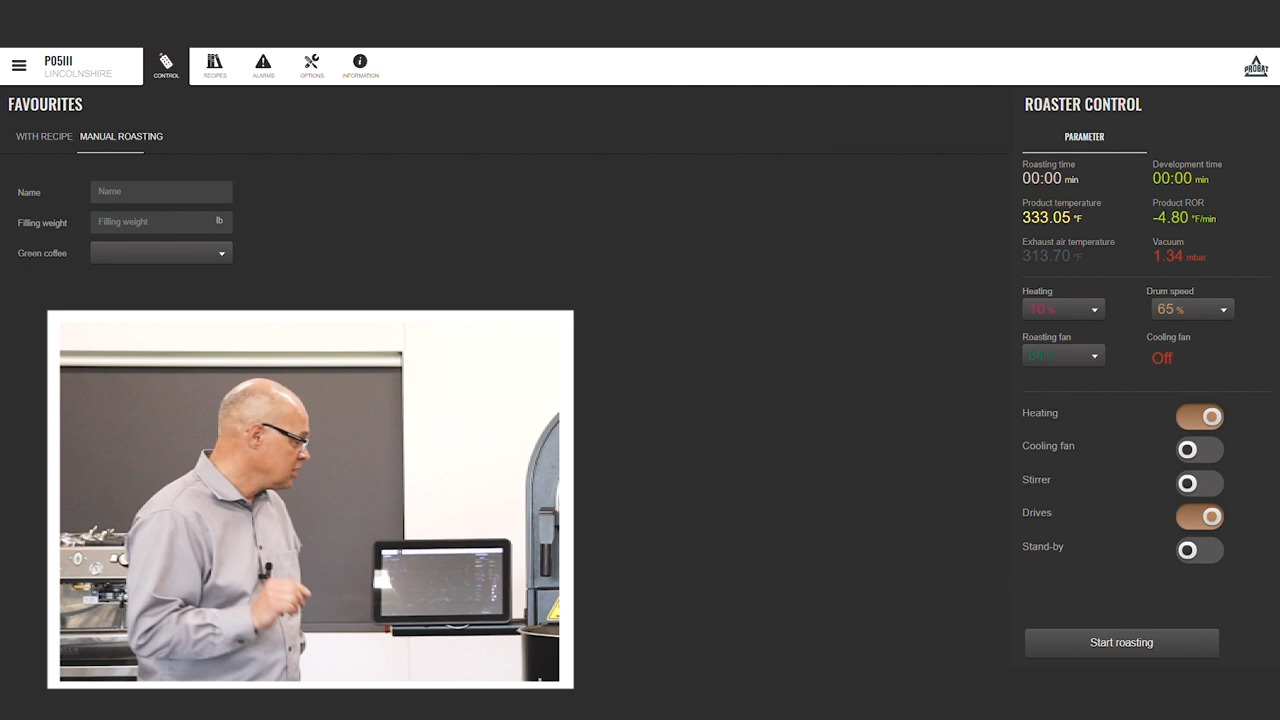 P05III
LINCOLNSHIRE
CONTROL
RECIPES
ALARMS
OPTIONS
INFORMATION
PROBAT
FAVOURITES
WITH RECIPE
MANUAL ROASTING
Name
Name
Filling weight
Filling weight lb
Green coffee
ROASTER CONTROL
PARAMETER
Roasting time
00:00 min
Development time
00:00 min
Product temperature
333.05 °F
Product ROR
-4.80 °F/min
Exhaust air temperature
313.70 °F
Vacuum
1.34 mbar
Heating
10 %
Drum speed
65 %
Roasting fan
Cooling fan
Off
Heating
Cooling fan
Stirrer
Drives
Stand-by
Start roasting